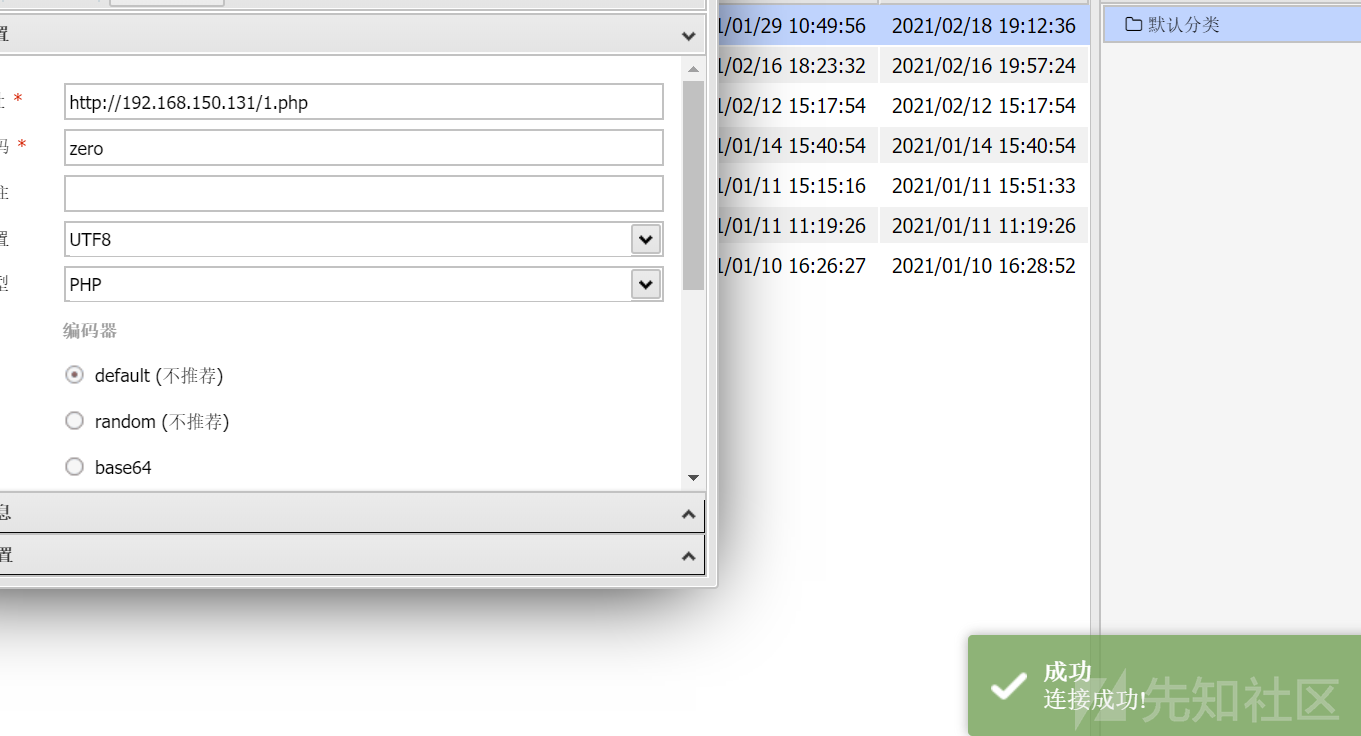 置
1/01/29 10:49:56 2021/02/18 19:12:36
默认分类
1/02/16 18:23:32 2021/02/16 19:57:24
* http://192.168.150.131/1.php
1/02/12 15:17:54 2021/02/12 15:17:54
码 * zero
1/01/14 15:40:54 2021/01/14 15:40:54
注
1/01/11 15:15:16 2021/01/11 15:51:33
置 UTF8
1/01/11 11:19:26 2021/01/11 11:19:26
型 PHP
1/01/10 16:26:27 2021/01/10 16:28:52
编码器
default (不推荐)
random (不推荐)
base64
息
置
成功
连接成功!
先知社区